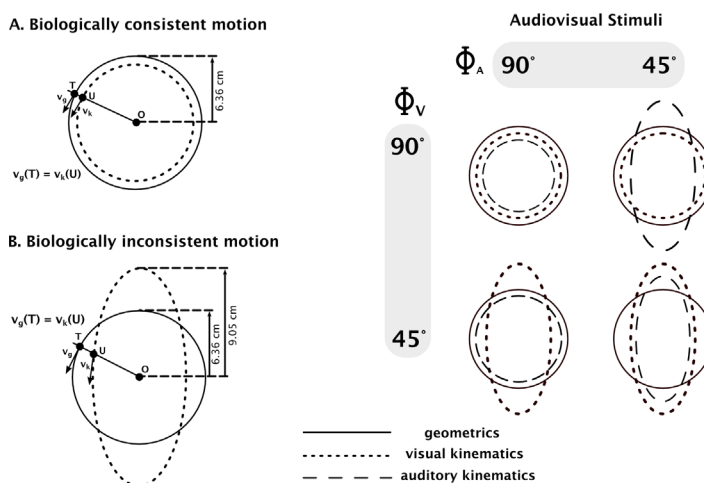 A. Biologically consistent motion
T
U
O
v_g
v_k
6.36 cm
v_g(T) = v_k(U)
B. Biologically inconsistent motion
v_g(T) = v_k(U)
T
U
O
v_g
v_k
6.36 cm
9.05 cm
Audiovisual Stimuli
Φ_A 90° 45°
Φ_V
90°
45°
geometrics
visual kinematics
auditory kinematics